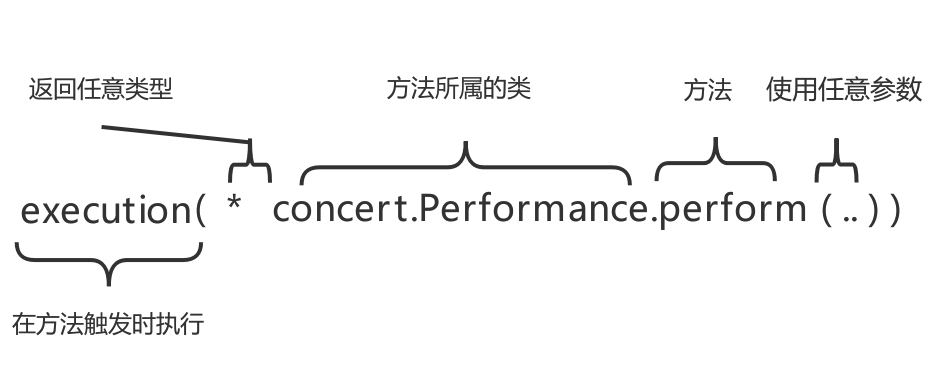 返回任意类型
方法所属的类
方法
使用任意参数
execution( * concert.Performance.perform (..))
在方法触发时执行